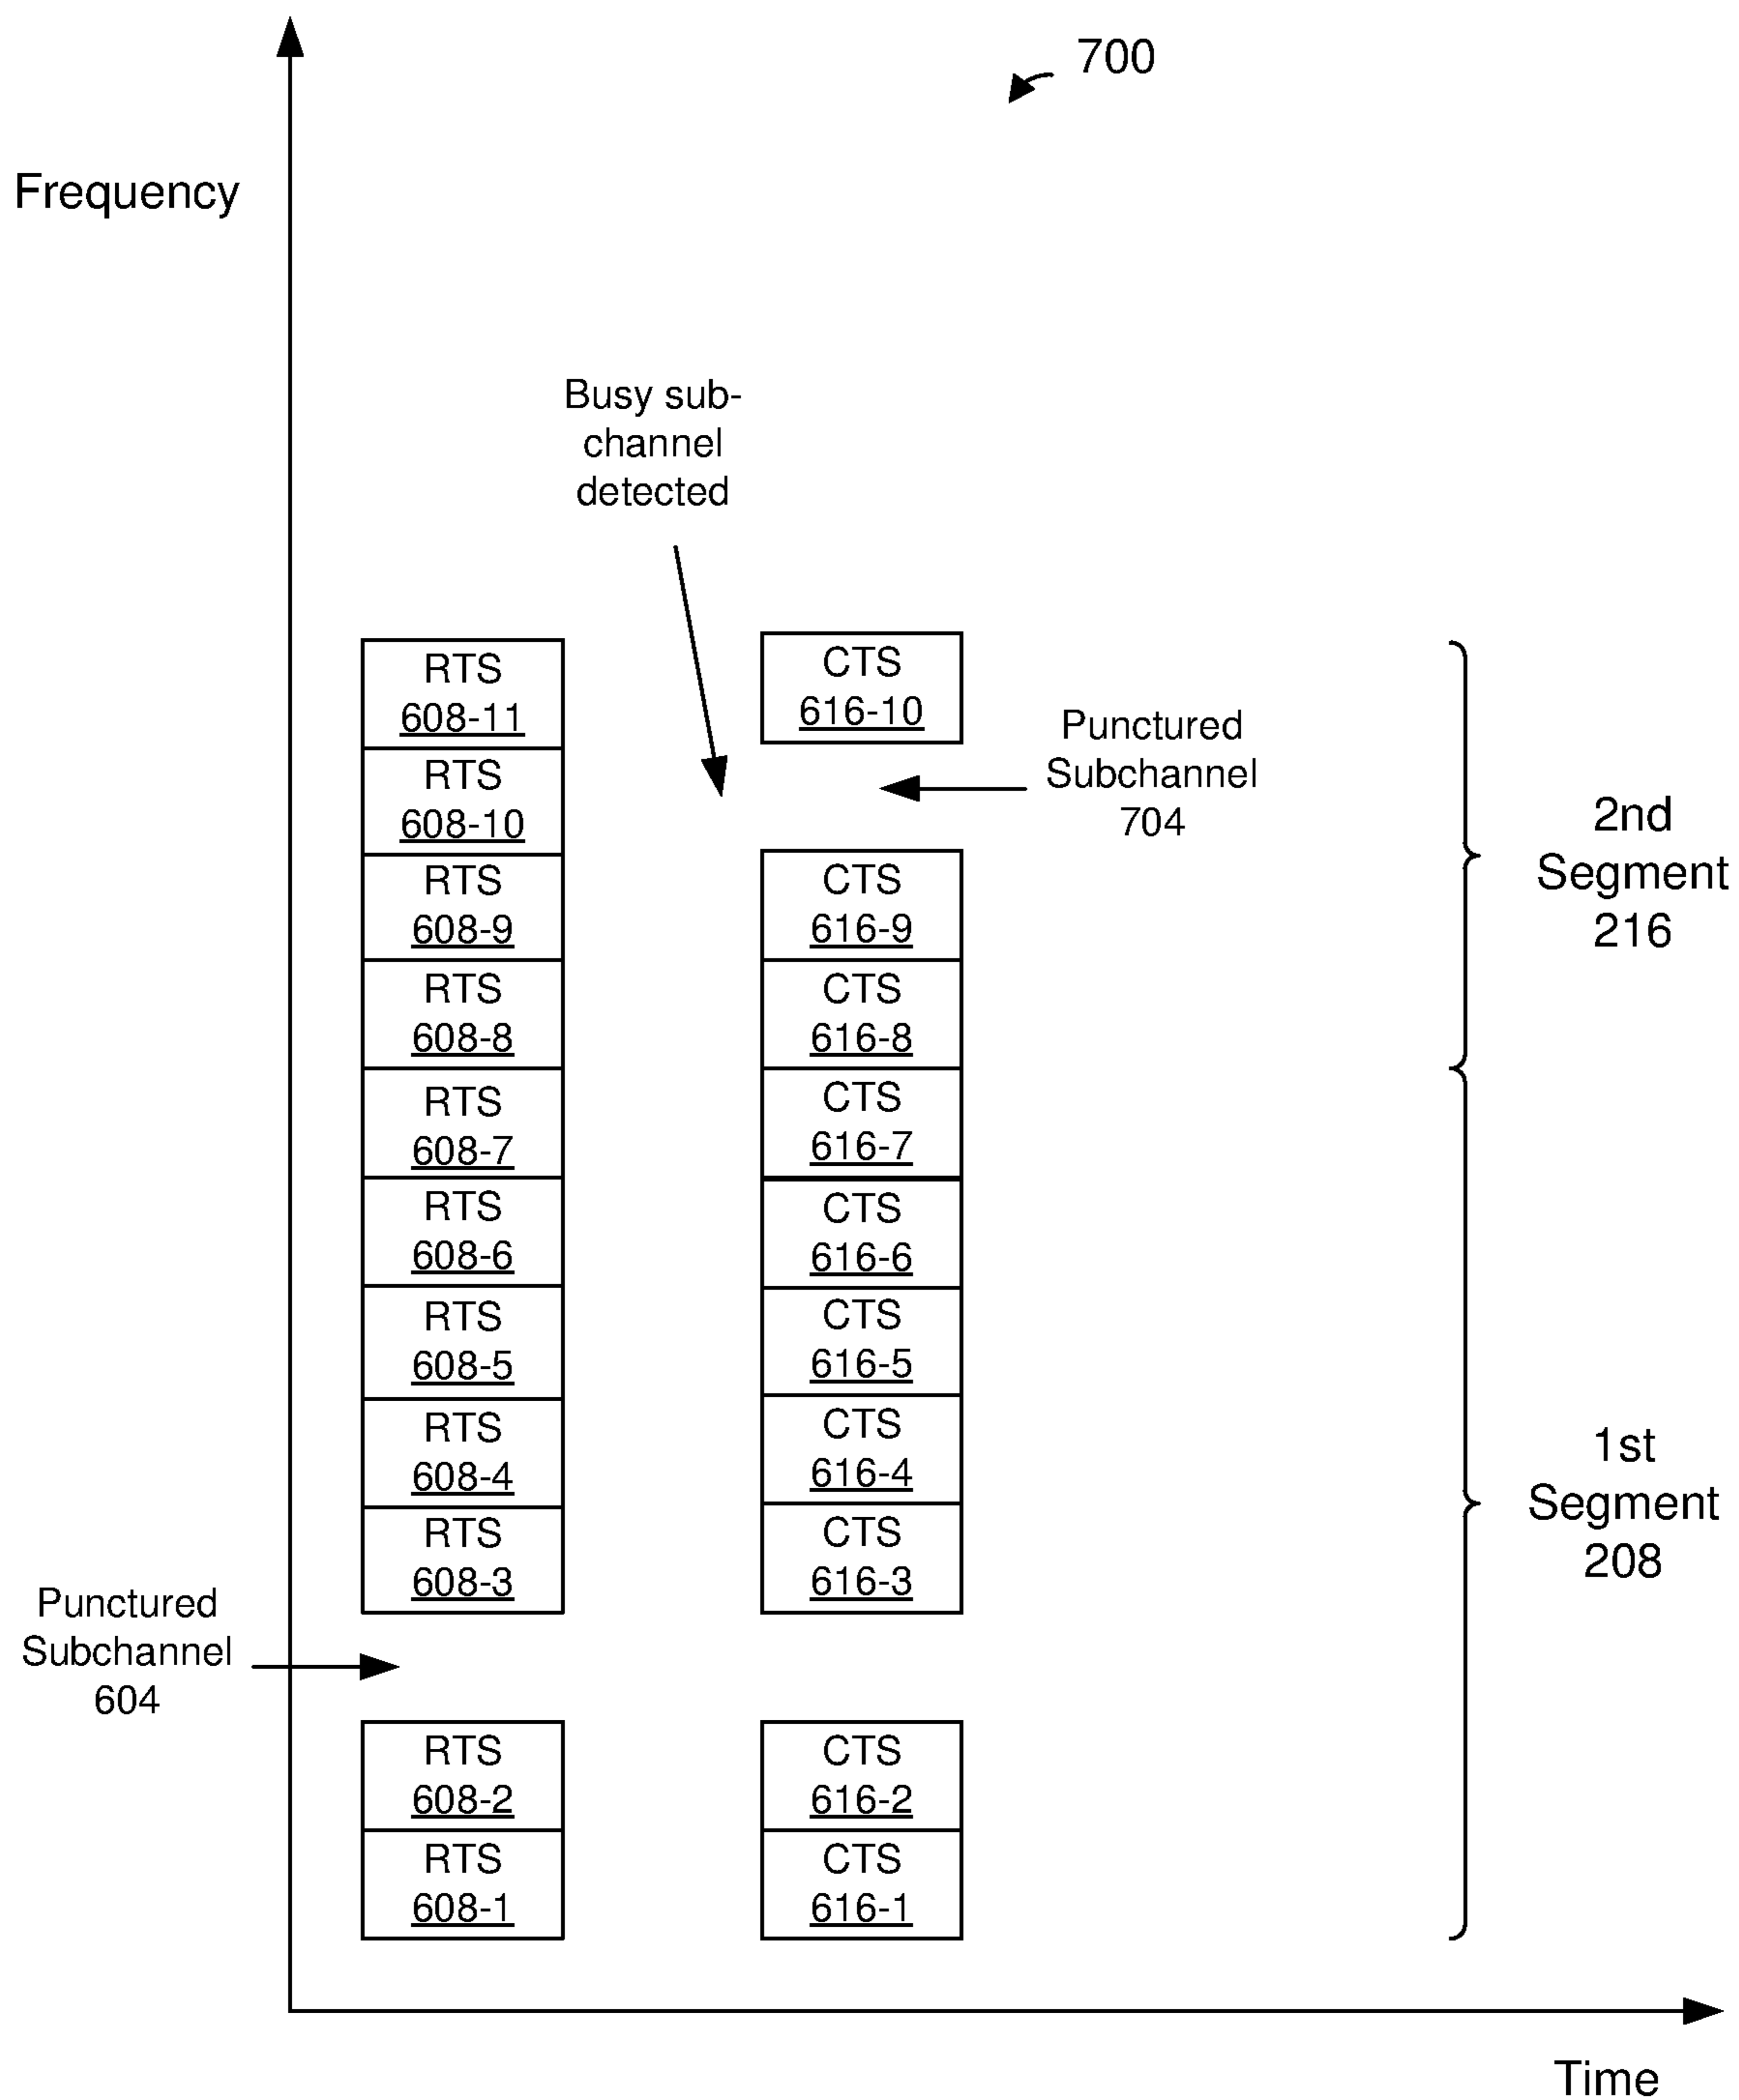 700
Frequency
Busy sub-
channel
detected
RTS
608-11
RTS
608-10
RTS
608-9
RTS
608-8
RTS
608-7
RTS
608-6
RTS
608-5
RTS
608-4
RTS
608-3
Punctured
Subchannel
604
RTS
608-2
RTS
608-1
CTS
616-10
Punctured
Subchannel
704
CTS
616-9
CTS
616-8
CTS
616-7
CTS
616-6
CTS
616-5
CTS
616-4
CTS
616-3
CTS
616-2
CTS
616-1
2nd
Segment
216
1st
Segment
208
Time